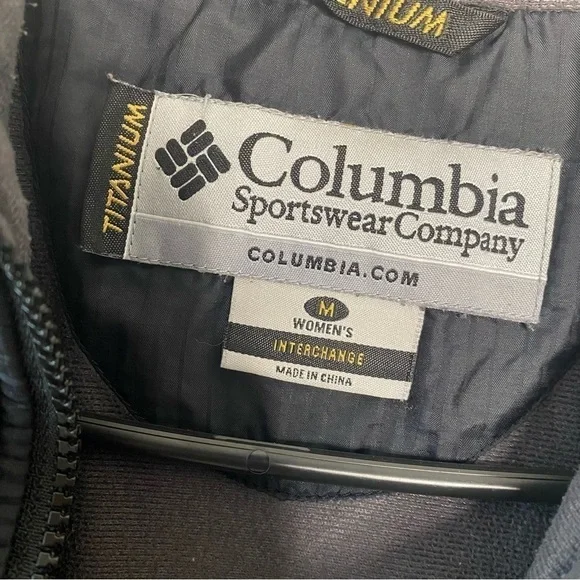 TITANIUM
TITANIUM
Columbia
Sportswear Company
COLUMBIA.COM
M
WOMEN'S
INTERCHANGE
MADE IN CHINA